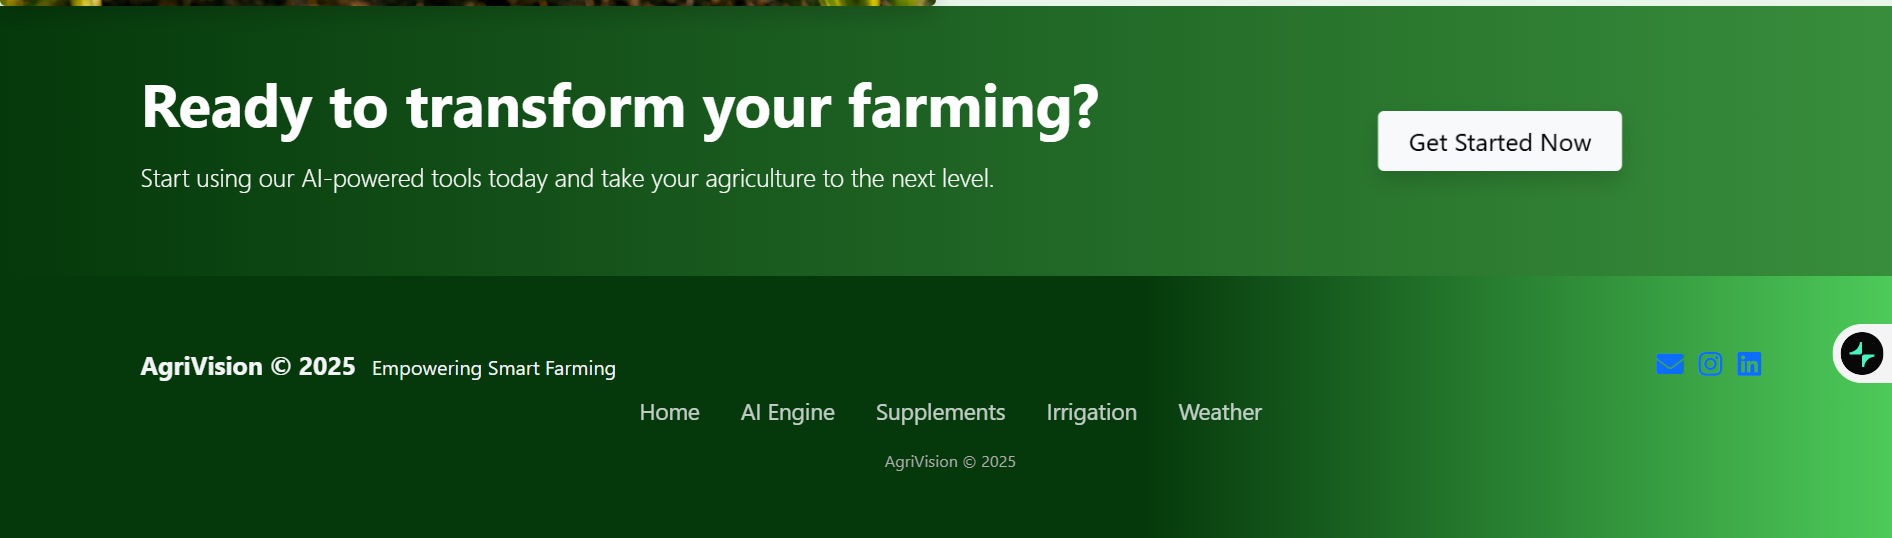 Ready to transform your farming?
Start using our AI-powered tools today and take your agriculture to the next level.
Get Started Now
AgriVision © 2025 Empowering Smart Farming
in
Home AI Engine Supplements Irrigation Weather
AgriVision © 2025